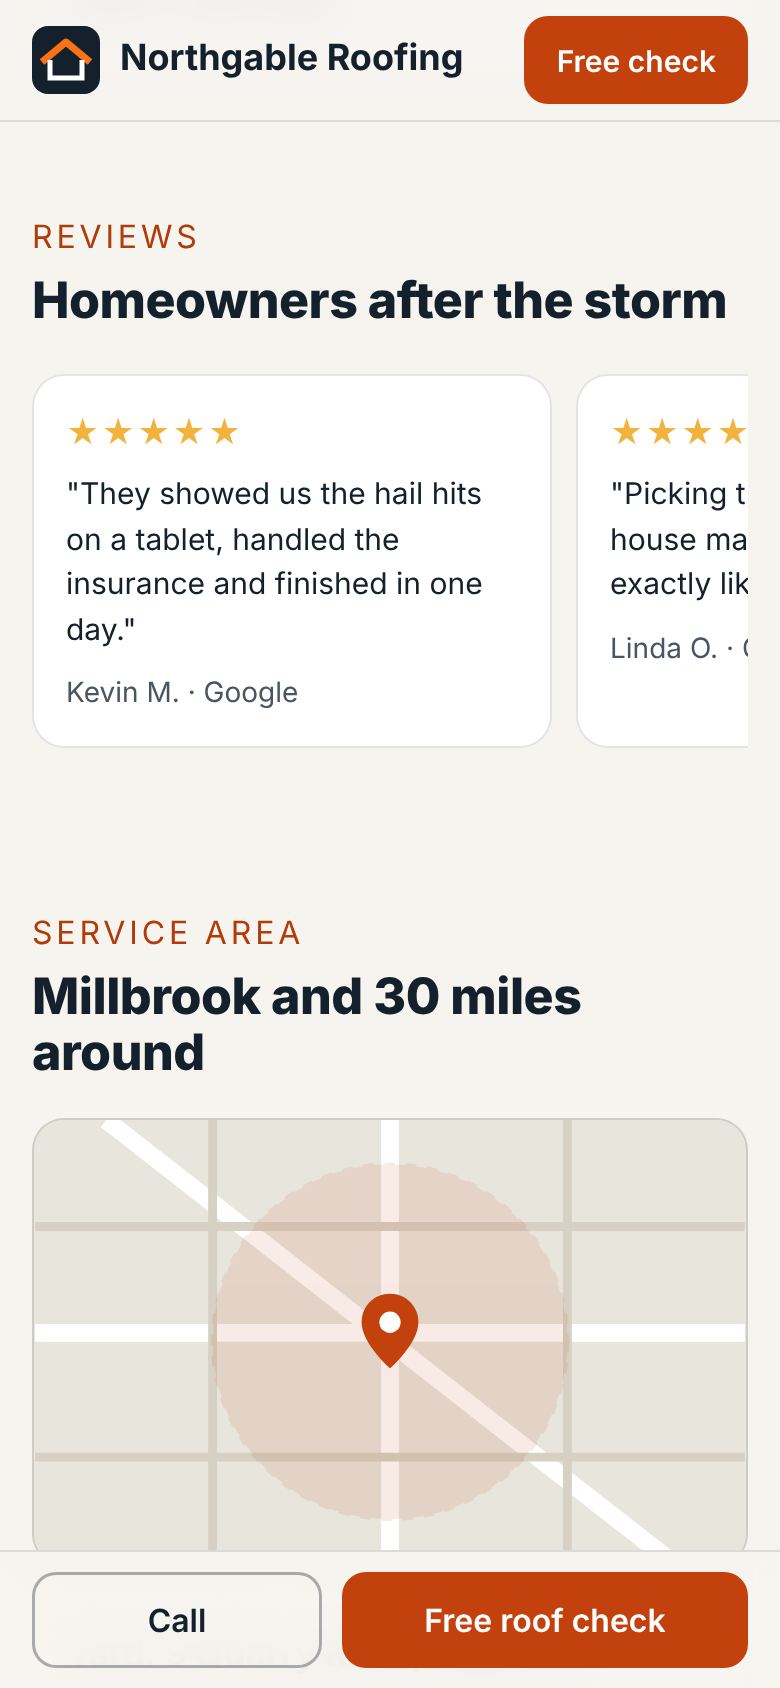 Northgable Roofing
Free check
REVIEWS
Homeowners after the storm
★★★★★
"They showed us the hail hits
on a tablet, handled the
insurance and finished in one
day."
Kevin M. · Google
★★★★
"Picking
house
exactly
Linda O. ·
SERVICE AREA
Millbrook and 30 miles
around
Call
Free roof check